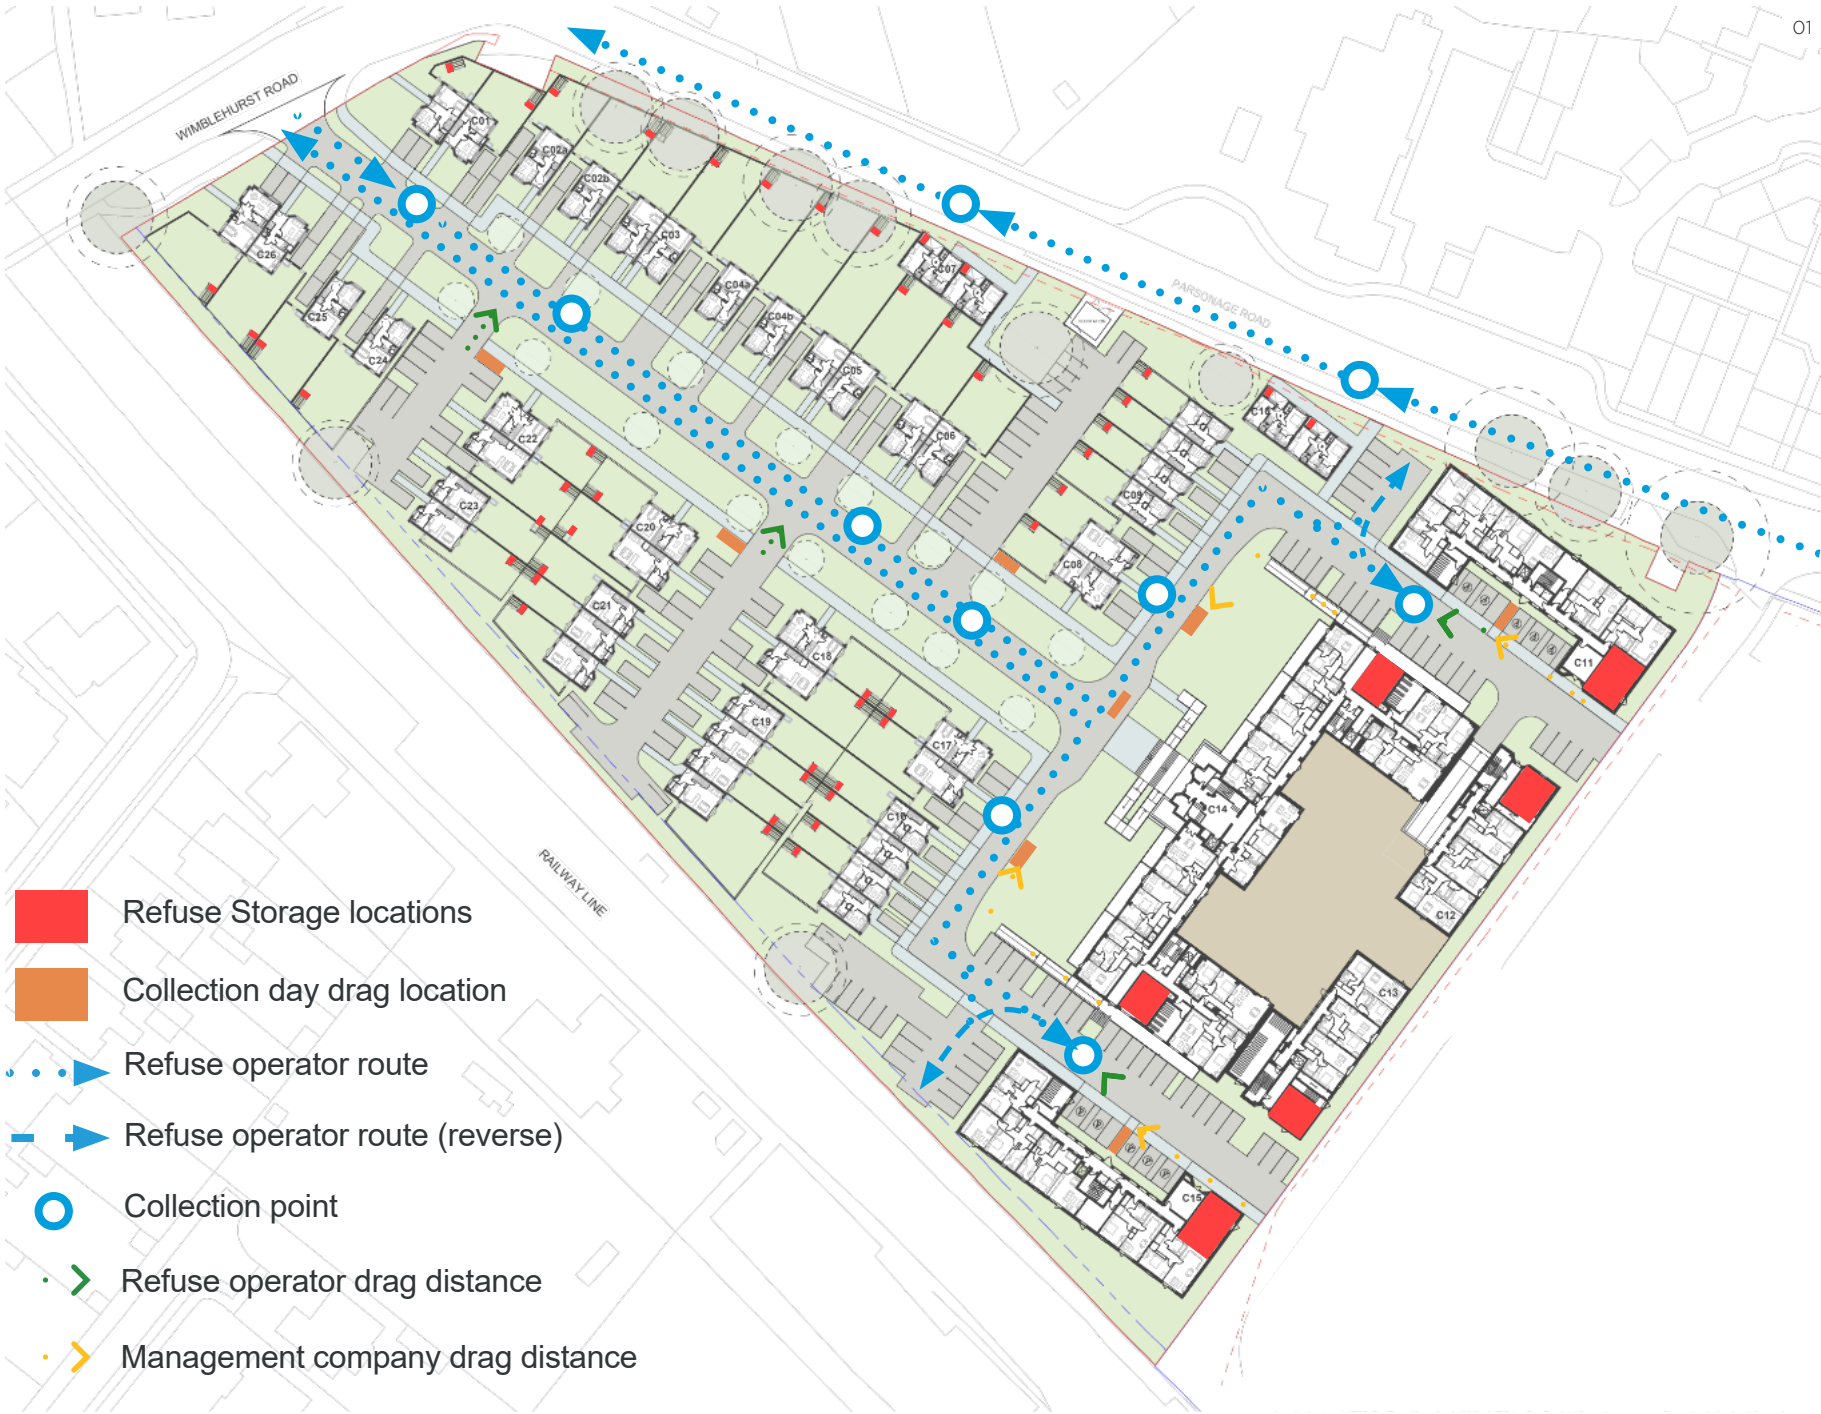 01
WIMBLEHURST ROAD
C01
C02a
C02b
C03
C26
C07
C04a
PARSONAGE ROAD
C25
C04b
C24
C05
C22
C06
C23
C09
C20
C08
C21
C11
C18
C19
C17
C14
C16
RAILWAY LINE
C12
C13
C15
Refuse Storage locations
Collection day drag location
Refuse operator route
Refuse operator route (reverse)
Collection point
Refuse operator drag distance
Management company drag distance